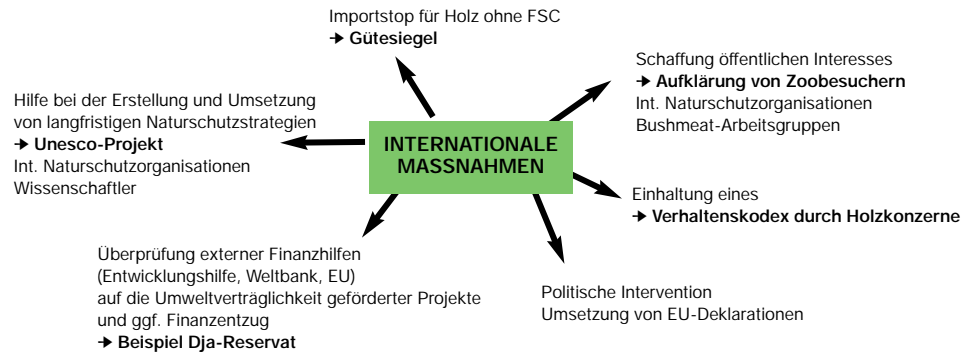 Importstop für Holz ohne FSC
➔ Gütesiegel
Schaffung öffentlichen Interesses
➔ Aufklärung von Zoobesuchern
Int. Naturschutzorganisationen
Bushmeat-Arbeitsgruppen
Hilfe bei der Erstellung und Umsetzung
von langfristigen Naturschutzstrategien
➔ Unesco-Projekt
Int. Naturschutzorganisationen
Wissenschaftler
INTERNATIONALE
MASSNAHMEN
Einhaltung eines
➔ Verhaltenskodex durch Holzkonzerne
Überprüfung externer Finanzhilfen
(Entwicklungshilfe, Weltbank, EU)
auf die Umweltverträglichkeit geförderter Projekte
und ggf. Finanzentzug
➔ Beispiel Dja-Reservat
Politische Intervention
Umsetzung von EU-Deklarationen